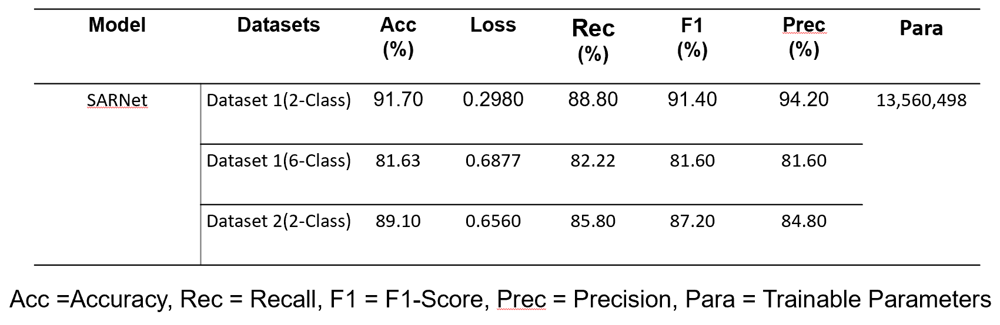 Model Datasets Acc (%) Loss Rec (%) F1 (%) Prec (%) Para
SARNet Dataset 1(2-Class) 91.70 0.2980 88.80 91.40 94.20 13,560,498
Dataset 1(6-Class) 81.63 0.6877 82.22 81.60 81.60
Dataset 2(2-Class) 89.10 0.6560 85.80 87.20 84.80
Acc =Accuracy, Rec = Recall, F1 = F1-Score, Prec = Precision, Para = Trainable Parameters